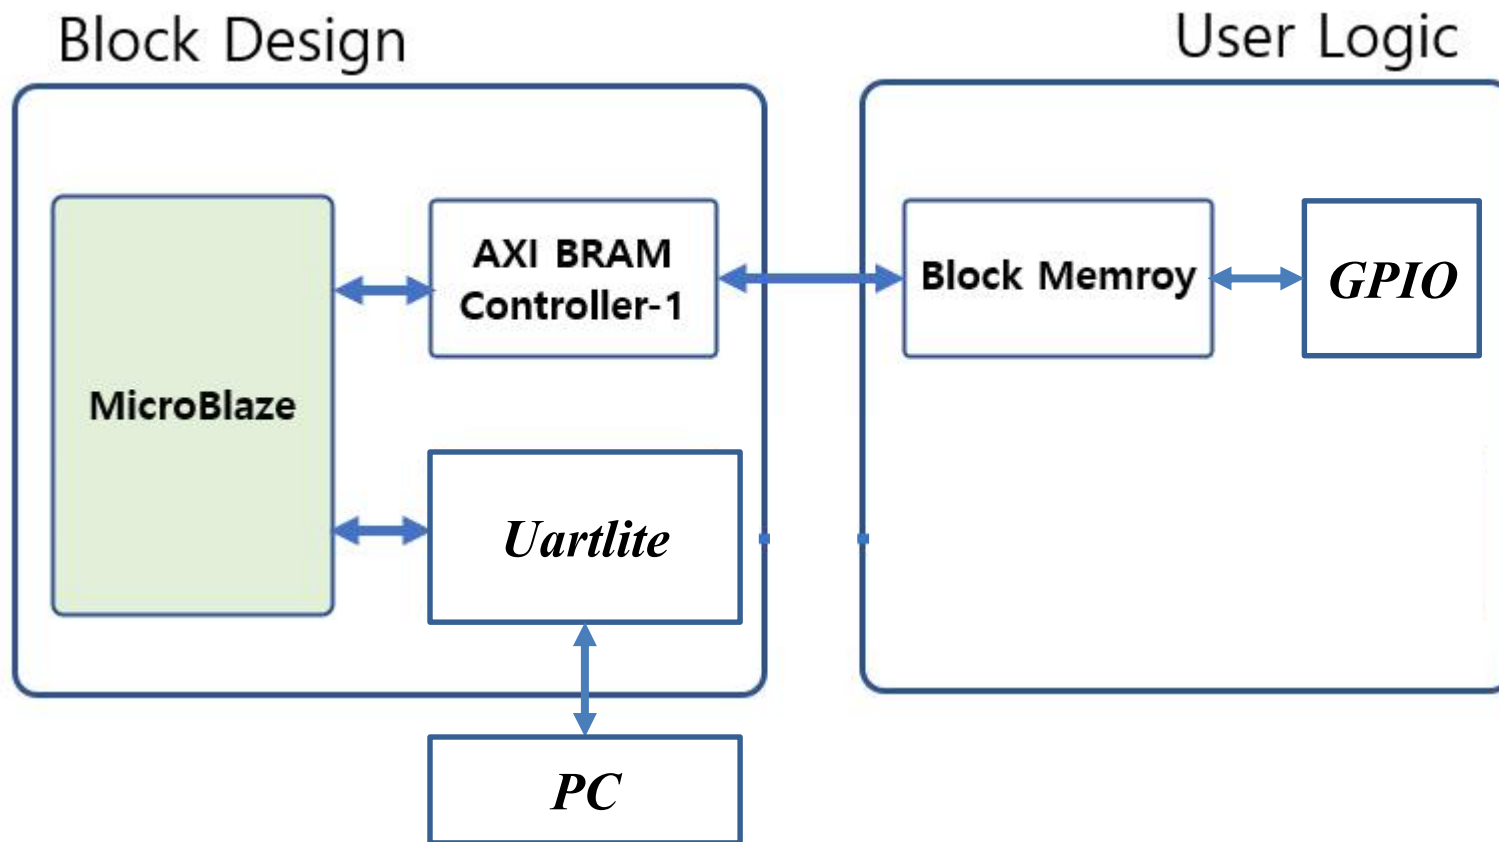 Block Design
User Logic
AXI BRAM
Controller-1
Block Memroy
GPIO
MicroBlaze
Uartlite
PC